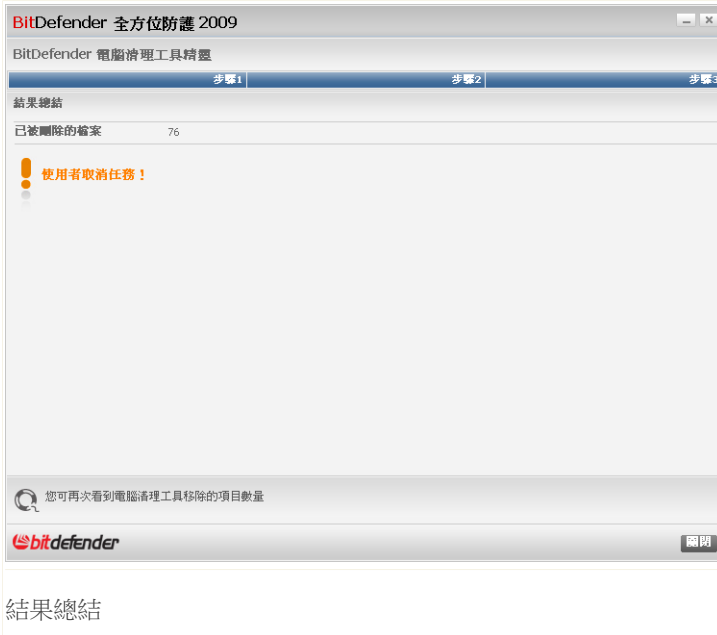 BitDefender 全方位防護 2009
BitDefender 電腦清理工具精靈
步驟1 步驟2 步驟3
結果總結
已被刪除的檔案 76
使用者取消任務！
您可再次看到電腦清理工具移除的項目數量
bitdefender
關閉
結果總結